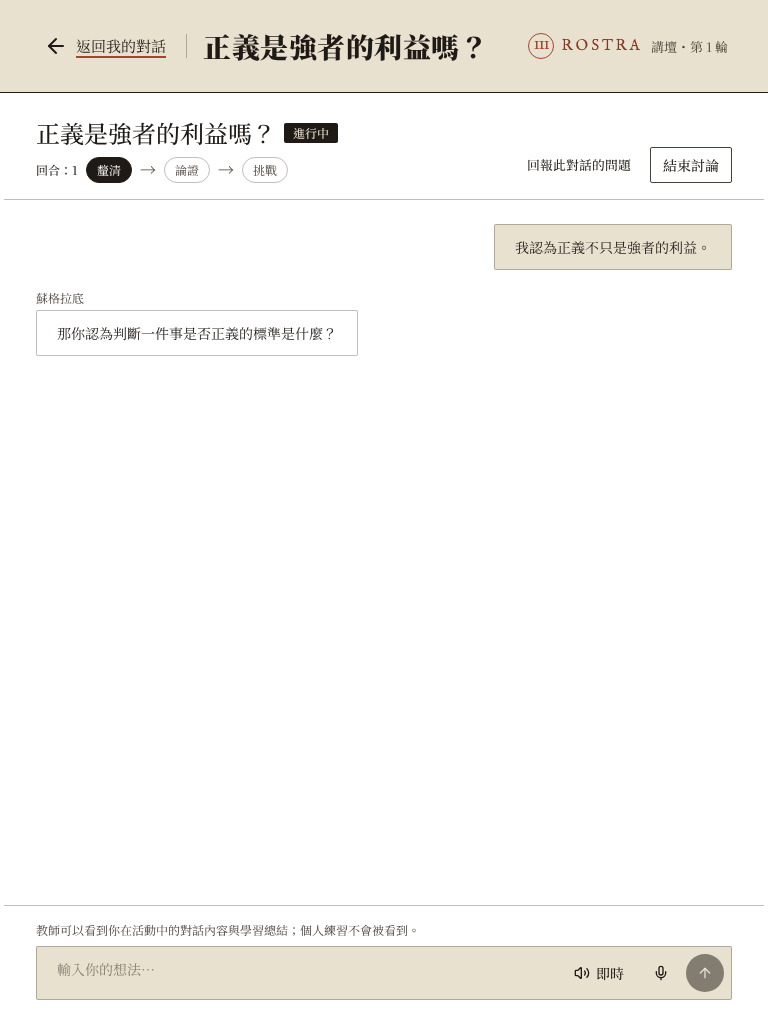 返回我的對話
正義是強者的利益嗎？
III ROSTRA 講壇・第 1 輪
正義是強者的利益嗎？ 進行中
回合：1 釐清 → 論證 → 挑戰
回報此對話的問題 結束討論
我認為正義不只是強者的利益。
蘇格拉底
那你認為判斷一件事是否正義的標準是什麼？
教師可以看到你在活動中的對話內容與學習總結；個人練習不會被看到。
輸入你的想法⋯ 即時